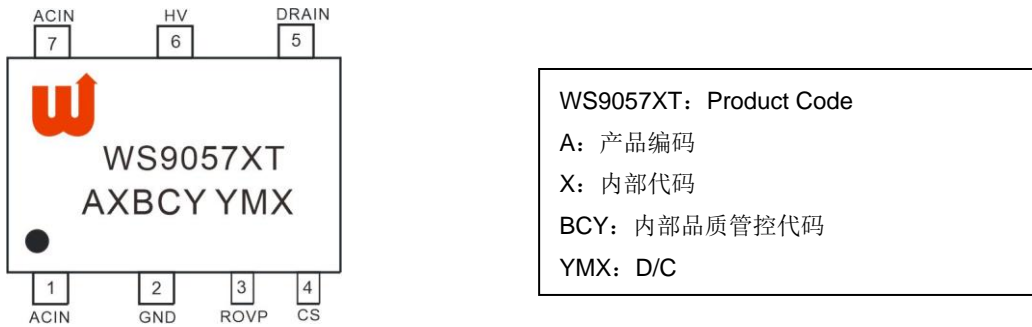 ACIN HV DRAIN
7 6 5
WS9057XT
AXBCY YMX
1 2 3 4
ACIN GND ROVP CS
WS9057XT：Product Code
A：产品编码
X：内部代码
BCY：内部品质管控代码
YMX：D/C